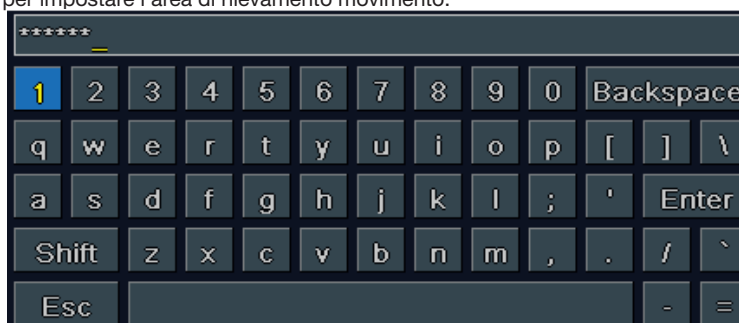 per impostare l'area di rilevamento movimento.
******_
1 2 3 4 5 6 7 8 9 0 Backspace
q w e r t y u i o p [ ] \
a s d f g h j k l ; ' Enter
Shift z x c v b n m , . / `
Esc - =